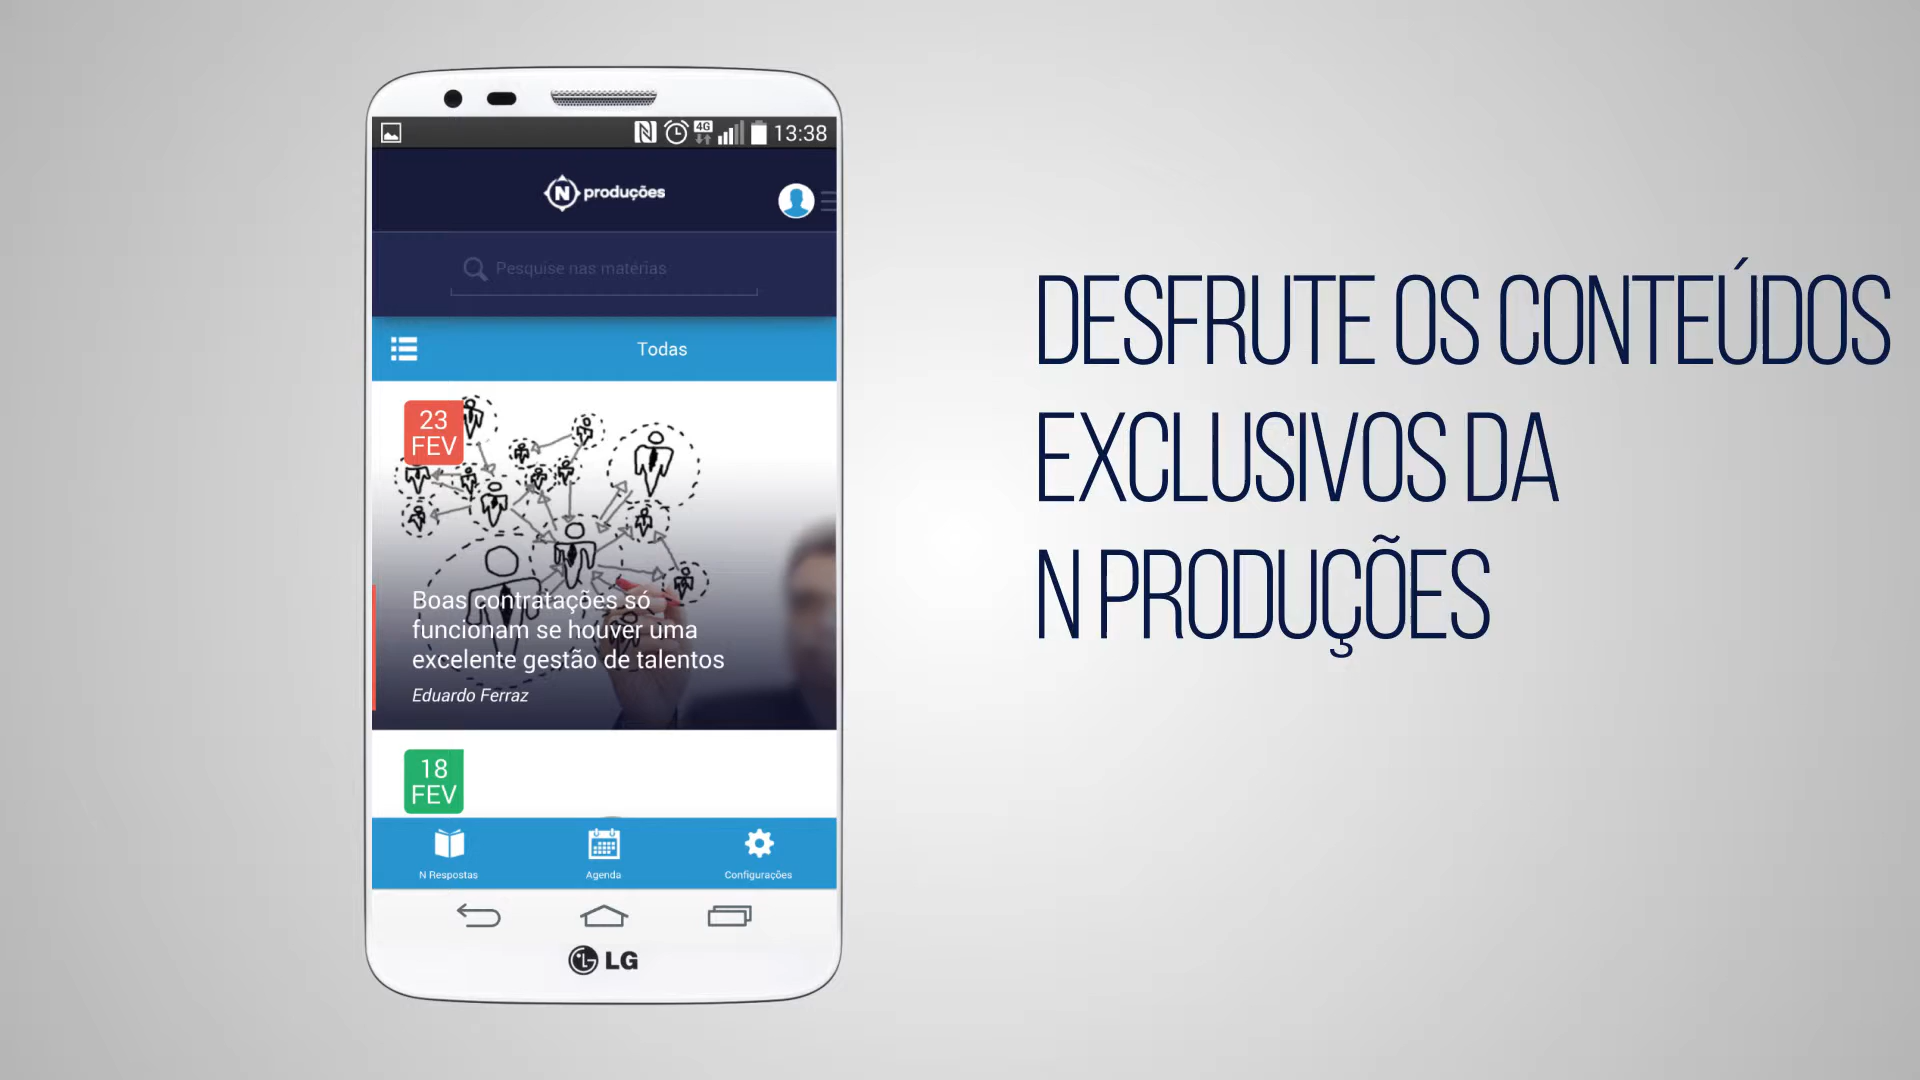 4G
13:38
N produções
Pesquise nas matérias
Todas
23
FEV
Boas contratações só
funcionam se houver uma
excelente gestão de talentos
Eduardo Ferraz
18
FEV
N Respostas
Agenda
Configurações
LG
DESFRUTE OS CONTEÚDOS
EXCLUSIVOS DA
N PRODUÇÕES